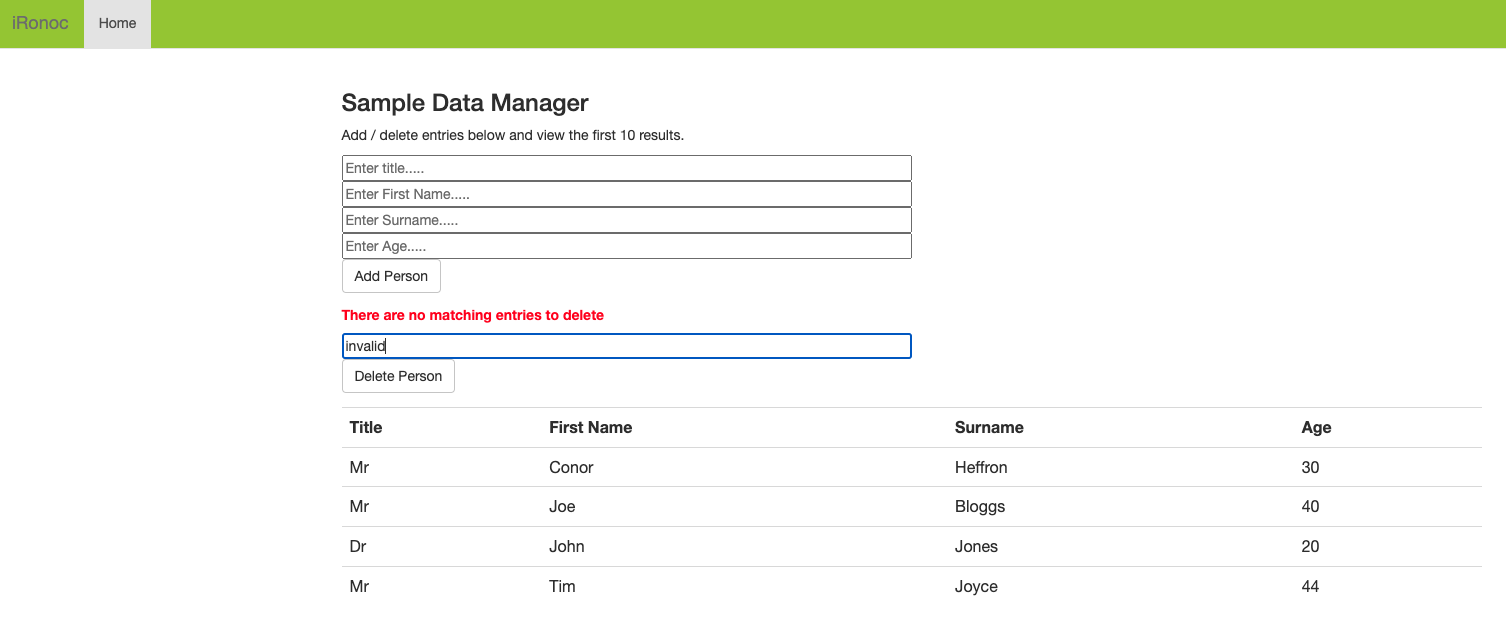 iRonoc Home
Sample Data Manager
Add / delete entries below and view the first 10 results.
Enter title.....
Enter First Name.....
Enter Surname.....
Enter Age.....
Add Person
There are no matching entries to delete
invalid
Delete Person
Title First Name Surname Age
Mr Conor Heffron 30
Mr Joe Bloggs 40
Dr John Jones 20
Mr Tim Joyce 44